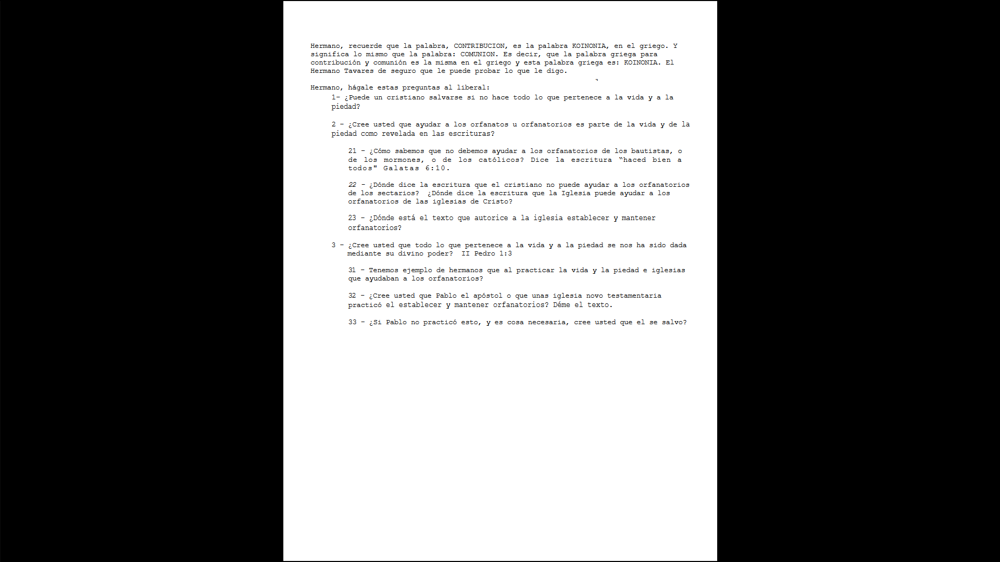 Hermano, recuerde que la palabra, CONTRIBUCION, es la palabra KOINONIA, en el griego. Y
significa lo mismo que la palabra: COMUNION. Es decir, que la palabra griega para
contribución y comunión es la misma en el griego y esta palabra griega es: KOINONIA. El
Hermano Tavares de seguro que le puede probar lo que le digo.
Hermano, hágale estas preguntas al liberal:
1- ¿Puede un cristiano salvarse si no hace todo lo que pertenece a la vida y a la
piedad?
2 - ¿Cree usted que ayudar a los orfanatos u orfanatorios es parte de la vida y de la
piedad como revelada en las escrituras?
21 - ¿Cómo sabemos que no debemos ayudar a los orfanatorios de los bautistas, o
de los mormones, o de los católicos? Dice la escritura “haced bien a
todos" Galatas 6:10.
22 - ¿Dónde dice la escritura que el cristiano no puede ayudar a los orfanatorios
de los sectarios?  ¿Dónde dice la escritura que la Iglesia puede ayudar a los
orfanatorios de las iglesias de Cristo?
23 - ¿Dónde está el texto que autorice a la iglesia establecer y mantener
orfanatorios?
3 - ¿Cree usted que todo lo que pertenece a la vida y a la piedad se nos ha sido dada
mediante su divino poder?  II Pedro 1:3
31 - Tenemos ejemplo de hermanos que al practicar la vida y la piedad e iglesias
que ayudaban a los orfanatorios?
32 - ¿Cree usted que Pablo el apóstol o que unas iglesia novo testamentaria
practicó el establecer y mantener orfanatorios? Déme el texto.
33 - ¿Si Pablo no practicó esto, y es cosa necesaria, cree usted que el se salvo?